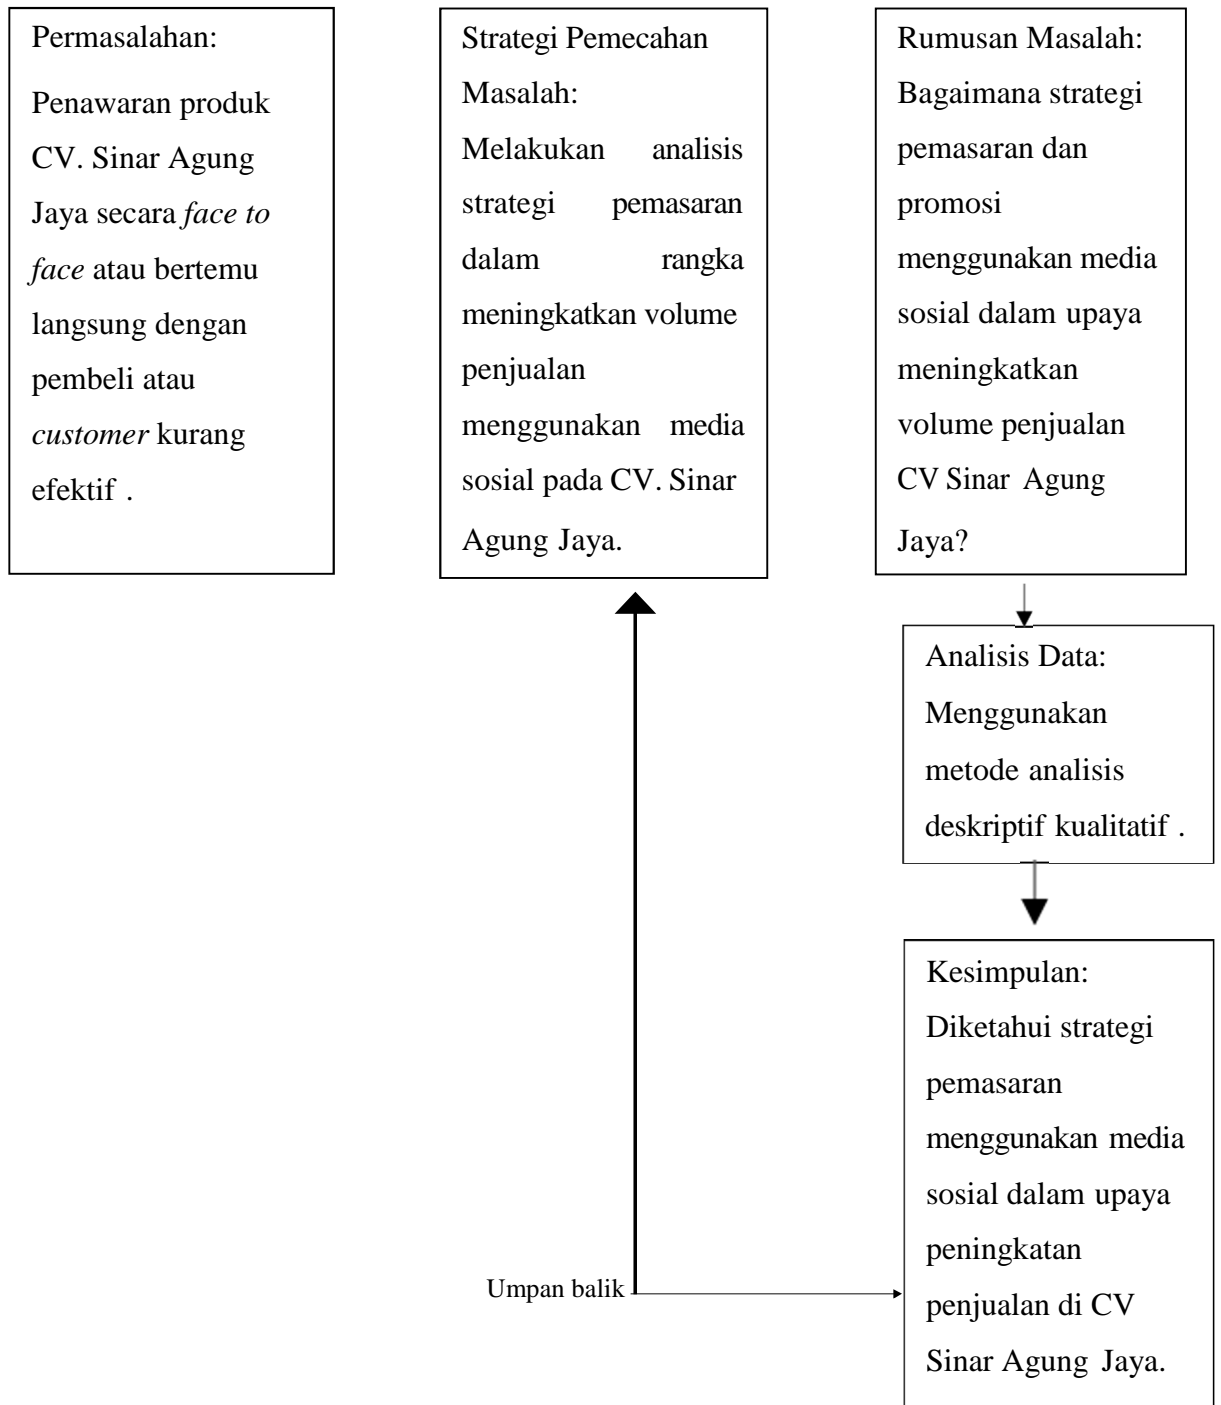 Permasalahan:
Penawaran produk
CV. Sinar Agung
Jaya secara face to
face atau bertemu
langsung dengan
pembeli atau
customer kurang
efektif .
Strategi Pemecahan
Masalah:
Melakukan analisis
strategi pemasaran
dalam rangka
meningkatkan volume
penjualan
menggunakan media
sosial pada CV. Sinar
Agung Jaya.
Rumusan Masalah:
Bagaimana strategi
pemasaran dan
promosi
menggunakan media
sosial dalam upaya
meningkatkan
volume penjualan
CV Sinar Agung
Jaya?
Analisis Data:
Menggunakan
metode analisis
deskriptif kualitatif .
Kesimpulan:
Diketahui strategi
pemasaran
menggunakan media
sosial dalam upaya
peningkatan
penjualan di CV
Sinar Agung Jaya.
Umpan balik